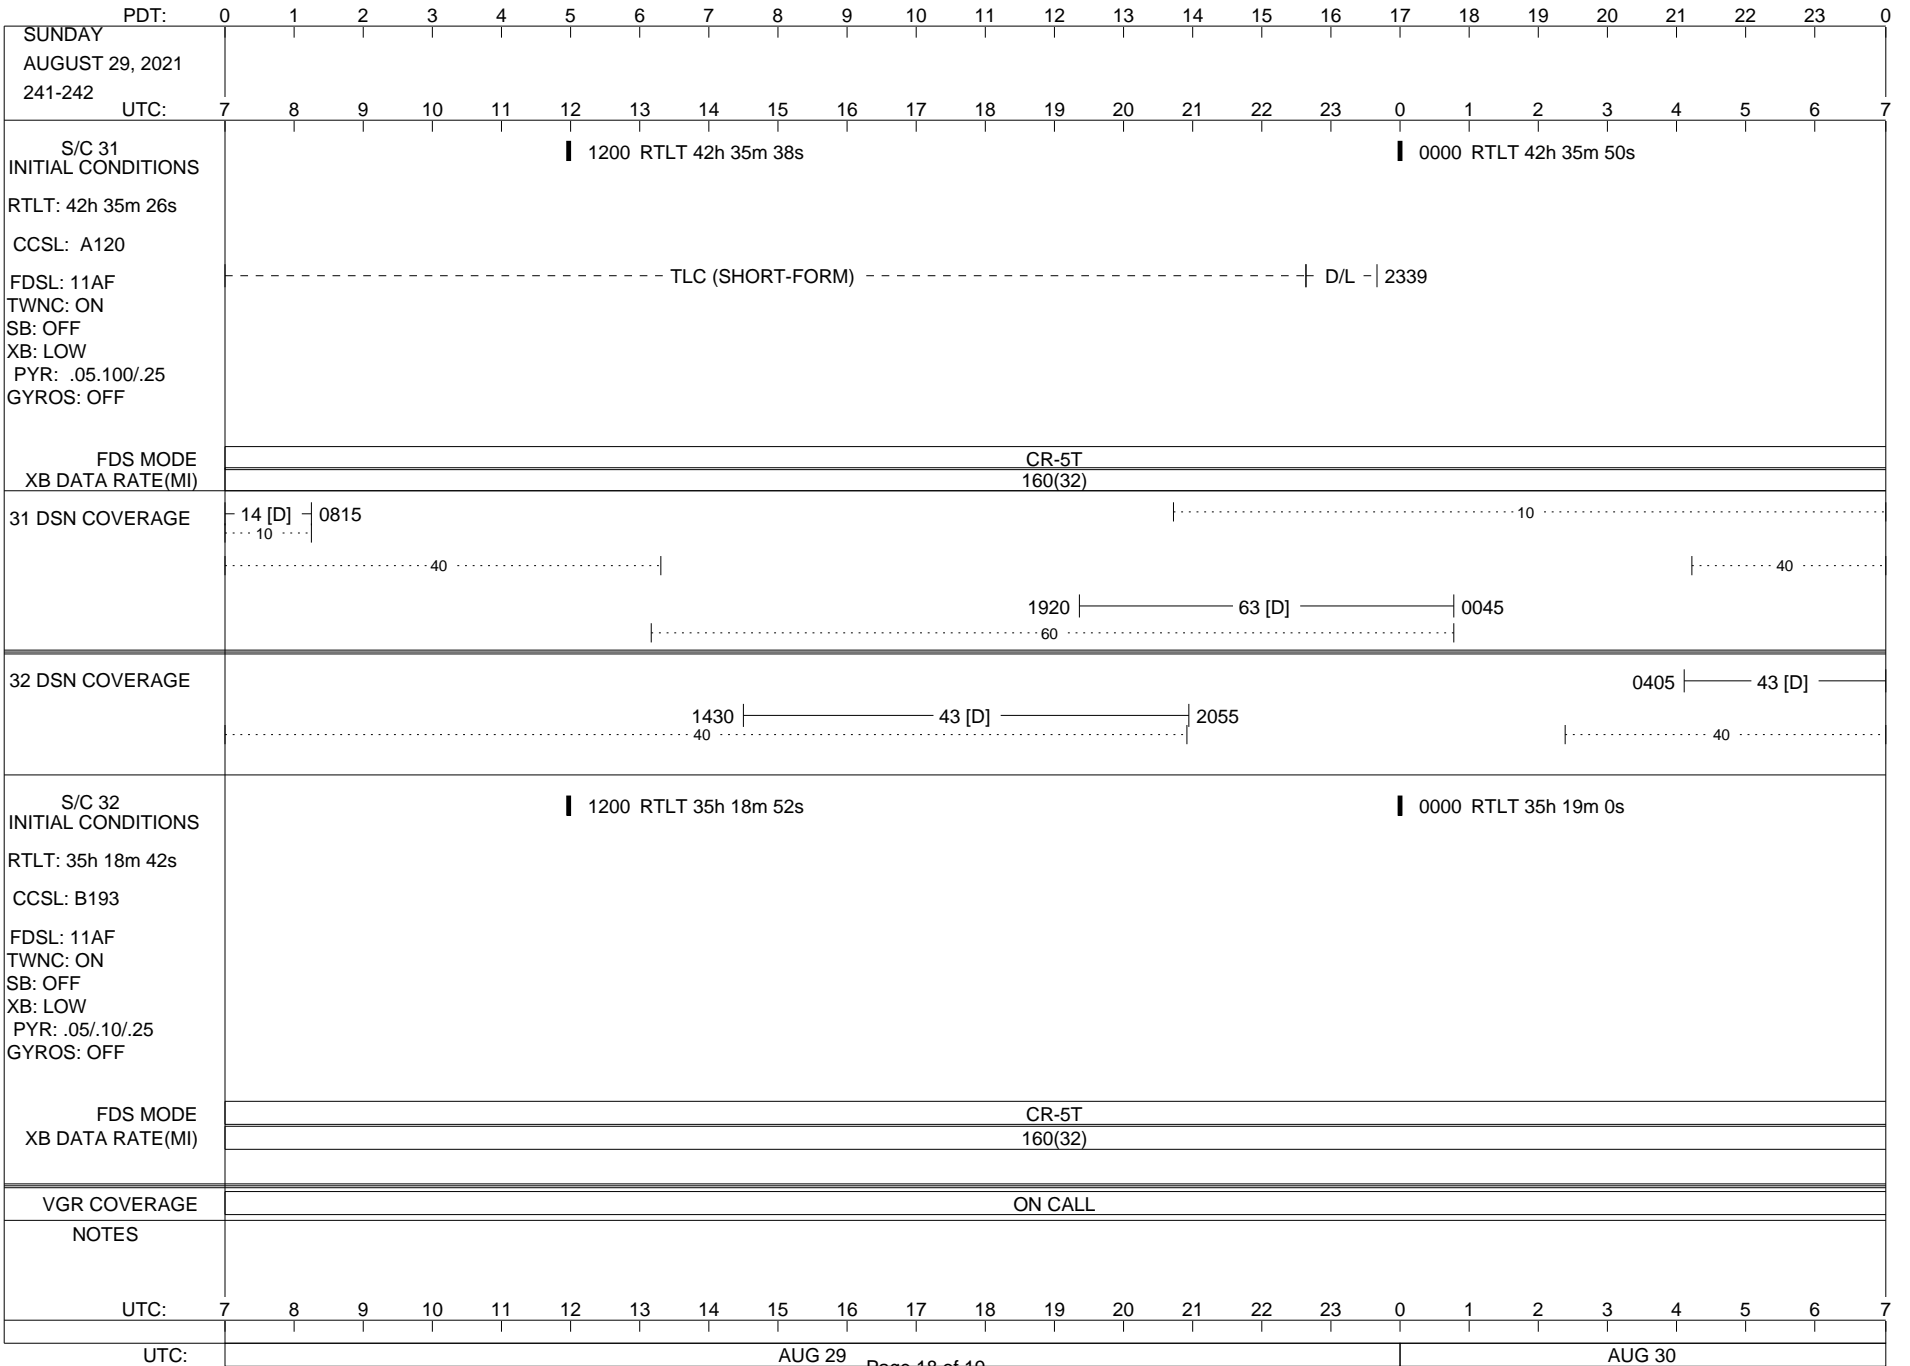 PDT: 0 1 2 3 4 5 6 7 8 9 10 11 12 13 14 15 16 17 18 19 20 21 22 23 0
SUNDAY
AUGUST 29, 2021
241-242
UTC: 7 8 9 10 11 12 13 14 15 16 17 18 19 20 21 22 23 0 1 2 3 4 5 6 7
S/C 31
INITIAL CONDITIONS
1200 RTLT 42h 35m 38s
0000 RTLT 42h 35m 50s
RTLT: 42h 35m 26s
CCSL: A120
FDSL: 11AF
TLC (SHORT-FORM) D/L 2339
TWNC: ON
SB: OFF
XB: LOW
PYR: .05.100/.25
GYROS: OFF
FDS MODE CR-5T
XB DATA RATE(MI) 160(32)
31 DSN COVERAGE
14 [D] 0815
10
10
40
40
1920 63 [D] 0045
60
32 DSN COVERAGE
0405 43 [D]
1430 43 [D] 2055
40
40
S/C 32
INITIAL CONDITIONS
1200 RTLT 35h 18m 52s
0000 RTLT 35h 19m 0s
RTLT: 35h 18m 42s
CCSL: B193
FDSL: 11AF
TWNC: ON
SB: OFF
XB: LOW
PYR: .05/.10/.25
GYROS: OFF
FDS MODE CR-5T
XB DATA RATE(MI) 160(32)
VGR COVERAGE ON CALL
NOTES
UTC: 7 8 9 10 11 12 13 14 15 16 17 18 19 20 21 22 23 0 1 2 3 4 5 6 7
UTC: AUG 29 AUG 30
Page 18 of 19